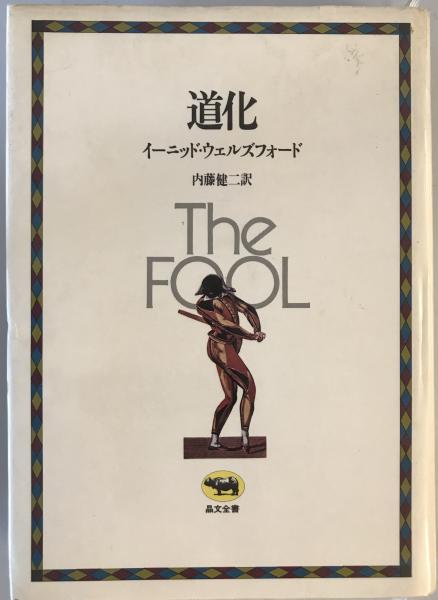 道化
イーニッド・ウェルズフォード
内藤健二訳
The
FOOL
晶文全書